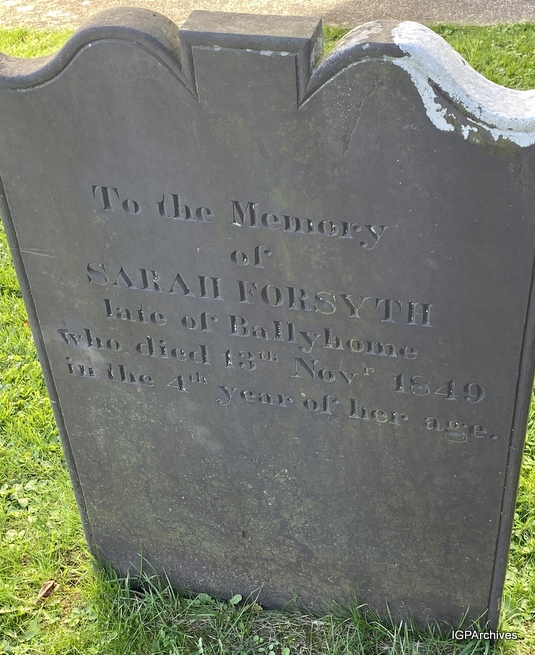 To the Memory
of
SARAH FORSYTH
late of Ballyhome
who died 13th Novr 1849
in the 4th year of her age.
IGPArchives